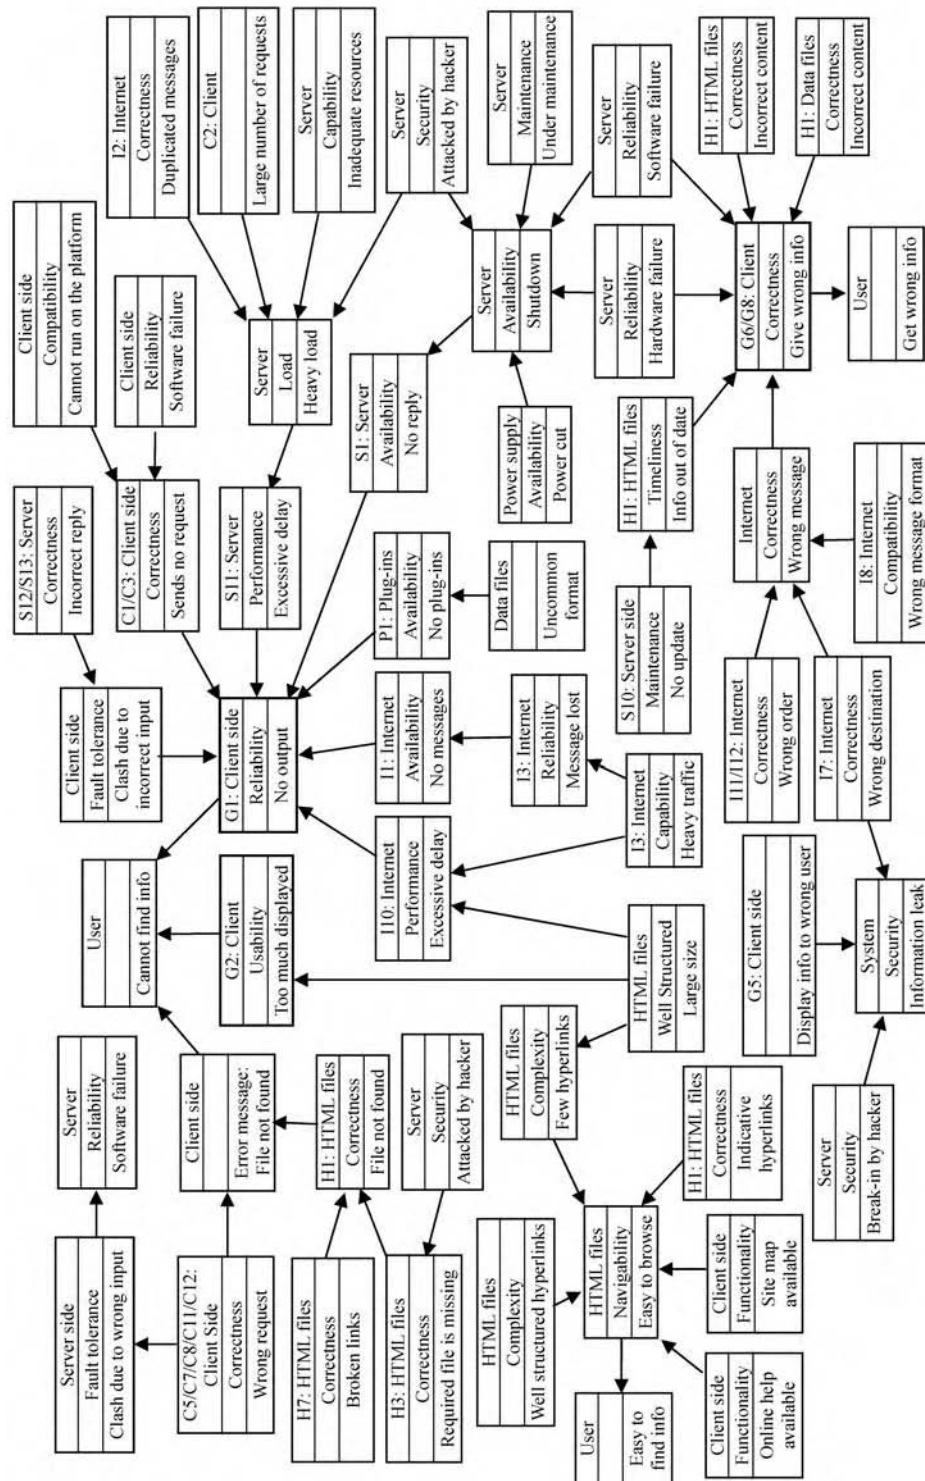 I2: Internet
Correctness
Duplicated messages
C2: Client
Large number of requests
Server
Capability
Inadequate resources
Server
Security
Attacked by hacker
Server
Maintenance
Under maintenance
Server
Reliability
Software failure
H1: HTML files
Correctness
Incorrect content
H1: Data files
Correctness
Incorrect content
Client side
Compatibility
Cannot run on the platform
Client side
Reliability
Software failure
Server
Load
Heavy load
Server
Availability
Shutdown
Server
Reliability
Hardware failure
G6/G8: Client
Correctness
Give wrong info
User
Get wrong info
S12/S13: Server
Correctness
Incorrect reply
C1/C3: Client side
Correctness
Sends no request
S11: Server
Performance
Excessive delay
S1: Server
Availability
No reply
Power supply
Availability
Power cut
H1: HTML files
Timeliness
Info out of date
Internet
Correctness
Wrong message
I8: Internet
Compatibility
Wrong message format
P1: Plug-ins
Availability
No plug-ins
Data files
Uncommon
format
S10: Server side
Maintenance
No update
Client side
Fault tolerance
Clash due to
incorrect input
G1: Client side
Reliability
No output
I1: Internet
Availability
No messages
I3: Internet
Reliability
Message lost
I11/I12: Internet
Correctness
Wrong order
I7: Internet
Correctness
Wrong destination
User
Cannot find info
G2: Client
Usability
Too much displayed
I10: Internet
Performance
Excessive delay
I3: Internet
Capability
Heavy traffic
HTML files
Well Structured
Large size
G5: Client side
Display info to wrong user
System
Security
Information leak
Server
Reliability
Software failure
Client side
Error message:
File not found
H1: HTML files
Correctness
File not found
Server
Security
Attacked by hacker
HTML files
Complexity
Few hyperlinks
H1: HTML files
Correctness
Indicative
hyperlinks
Server
Security
Break-in by hacker
Server side
Fault tolerance
Clash due to wrong input
C5/C7/C8/C11/C12:
Client Side
Correctness
Wrong request
H7: HTML files
Correctness
Broken links
H3: HTML files
Correctness
Required file is missing
HTML files
Complexity
Well structured hyperlinks
HTML files
Navigability
Easy to browse
Client side
Functionality
Site map
available
User
Easy to
find info
Client side
Functionality
Online help
available